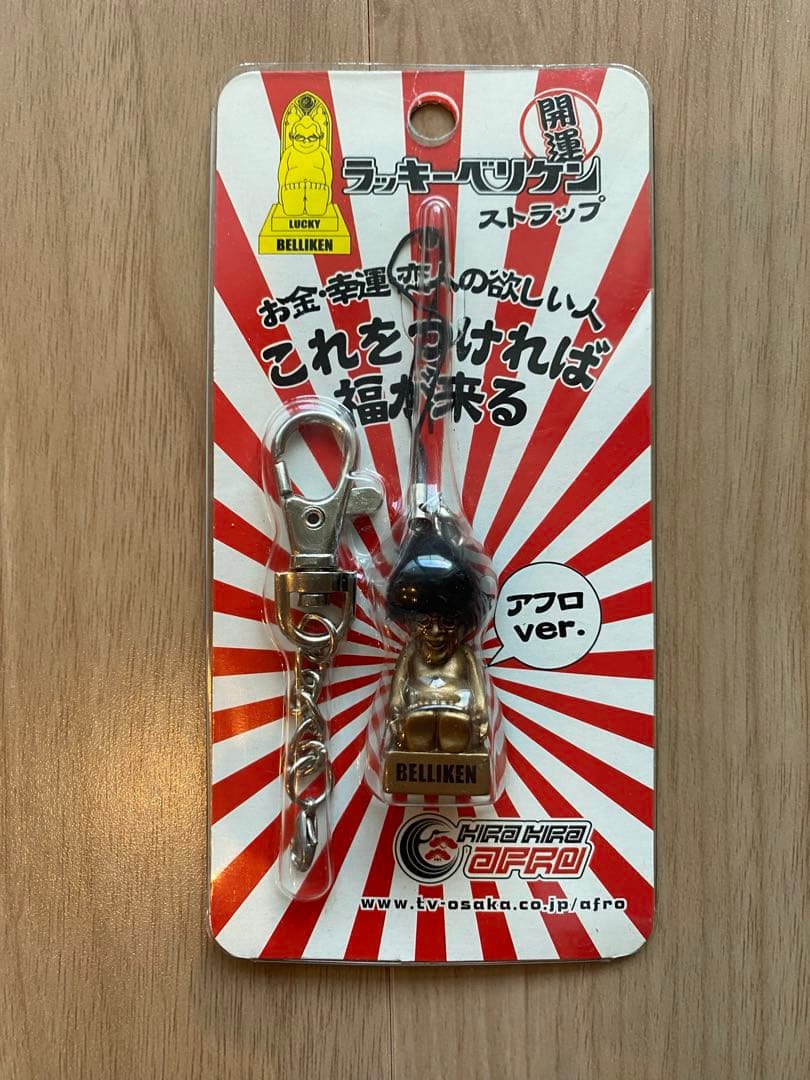 開運
ラッキーベリケン
ストラップ
LUCKY
BELLIKEN
お金・幸運・恋人の欲しい人
これをつければ
福が来る
アフロ
ver.
BELLIKEN
KIRA KIRA
AFRO
www.tv-osaka.co.jp/afro